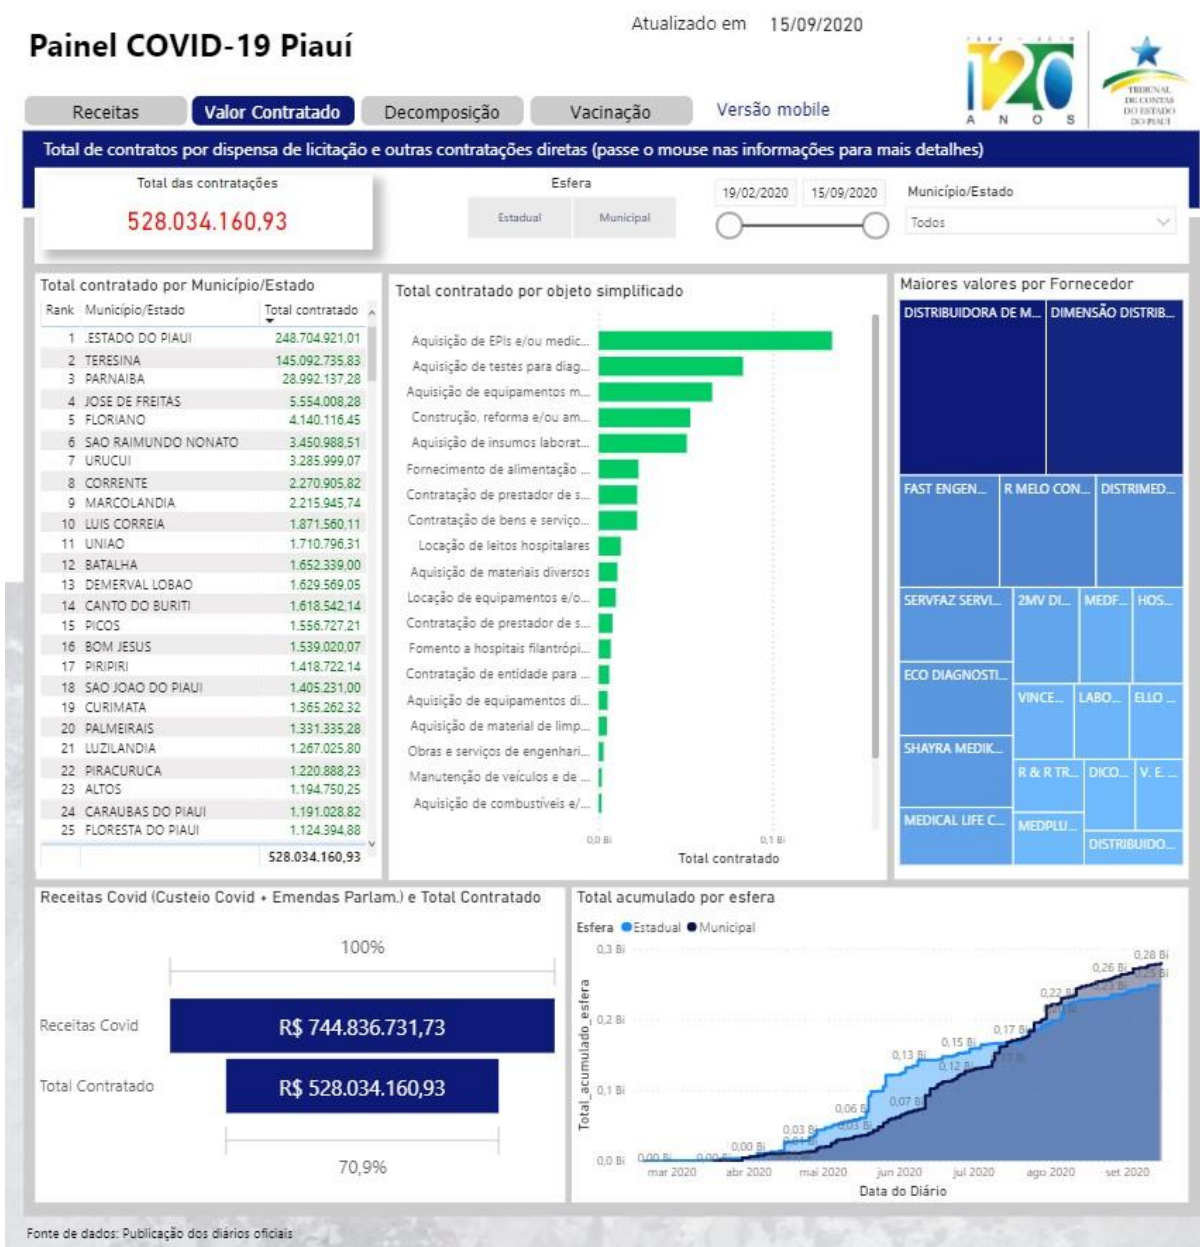 Atualizado em 15/09/2020
Painel COVID-19 Piauí
120
ANOS
TRIBUNAL
DE CONTAS
DO ESTADO
DO PIAUÍ
Receitas Valor Contratado Decomposição Vacinação Versão mobile
Total de contratos por dispensa de licitação e outras contratações diretas (passe o mouse nas informações para mais detalhes)
Total das contratações
528.034.160,93
Esfera
Estadual Municipal
19/02/2020 15/09/2020
Município/Estado
Todos
Total contratado por Município/Estado
Rank Município/Estado Total contratado
1 .ESTADO DO PIAUI 248.704.921,01
2 TERESINA 145.092.735,83
3 PARNAIBA 28.992.137,28
4 JOSE DE FREITAS 5.554.008,28
5 FLORIANO 4.140.116,45
6 SAO RAIMUNDO NONATO 3.450.988,51
7 URUCUI 3.285.999,07
8 CORRENTE 2.270.905,82
9 MARCOLANDIA 2.215.945,74
10 LUIS CORREIA 1.871.560,11
11 UNIAO 1.710.796,31
12 BATALHA 1.652.339,00
13 DEMERVAL LOBAO 1.629.569,05
14 CANTO DO BURITI 1.618.542,14
15 PICOS 1.556.727,21
16 BOM JESUS 1.539.020,07
17 PIRIPIRI 1.418.722,14
18 SAO JOAO DO PIAUI 1.405.231,00
19 CURIMATA 1.365.262,32
20 PALMEIRAIS 1.331.335,28
21 LUZILANDIA 1.267.025,80
22 PIRACURUCA 1.220.888,23
23 ALTOS 1.194.750,25
24 CARAUBAS DO PIAUI 1.191.028,82
25 FLORESTA DO PIAUI 1.124.394,88
528.034.160,93
Total contratado por objeto simplificado
Aquisição de EPIs e/ou medic...
Aquisição de testes para diag...
Aquisição de equipamentos m...
Construção, reforma e/ou am...
Aquisição de insumos laborat...
Fornecimento de alimentação ...
Contratação de prestador de s...
Contratação de bens e serviço...
Locação de leitos hospitalares
Aquisição de materiais diversos
Locação de equipamentos e/o...
Contratação de prestador de s...
Fomento a hospitais filantrópi...
Contratação de entidade para ...
Aquisição de equipamentos di...
Aquisição de material de limp...
Obras e serviços de engenhari...
Manutenção de veículos e de ...
Aquisição de combustíveis e/...
0,0 Bi 0,1 Bi
Total contratado
Maiores valores por Fornecedor
DISTRIBUIDORA DE M... DIMENSÃO DISTRIB...
FAST ENGEN... R MELO CON... DISTRIMED...
SERVFAZ SERVI... 2MV DI... MEDF... HOS...
ECO DIAGNOSTI...
VINCE... LABO... ELLO ...
SHAYRA MEDIK...
R & R TR... DICO... V. E. ...
MEDICAL LIFE C... MEDPLU...
DISTRIBUIDO...
Receitas Covid (Custeio Covid + Emendas Parlam.) e Total Contratado
100%
Receitas Covid R$ 744.836.731,73
Total Contratado R$ 528.034.160,93
70,9%
Total acumulado por esfera
Esfera Estadual Municipal
Total_acumulado_esfera
0,3 Bi
0,2 Bi
0,1 Bi
0,0 Bi
0,28 Bi
0,26 Bi
0,25 Bi
0,23 Bi
0,22 Bi
0,17 Bi
0,15 Bi
0,13 Bi
0,12 Bi
0,07 Bi
0,06 Bi
0,03 Bi
0,03 Bi
0,00 Bi
0,00 Bi
mar 2020 abr 2020 mai 2020 jun 2020 jul 2020 ago 2020 set 2020
Data do Diário
Fonte de dados: Publicação dos diários oficiais